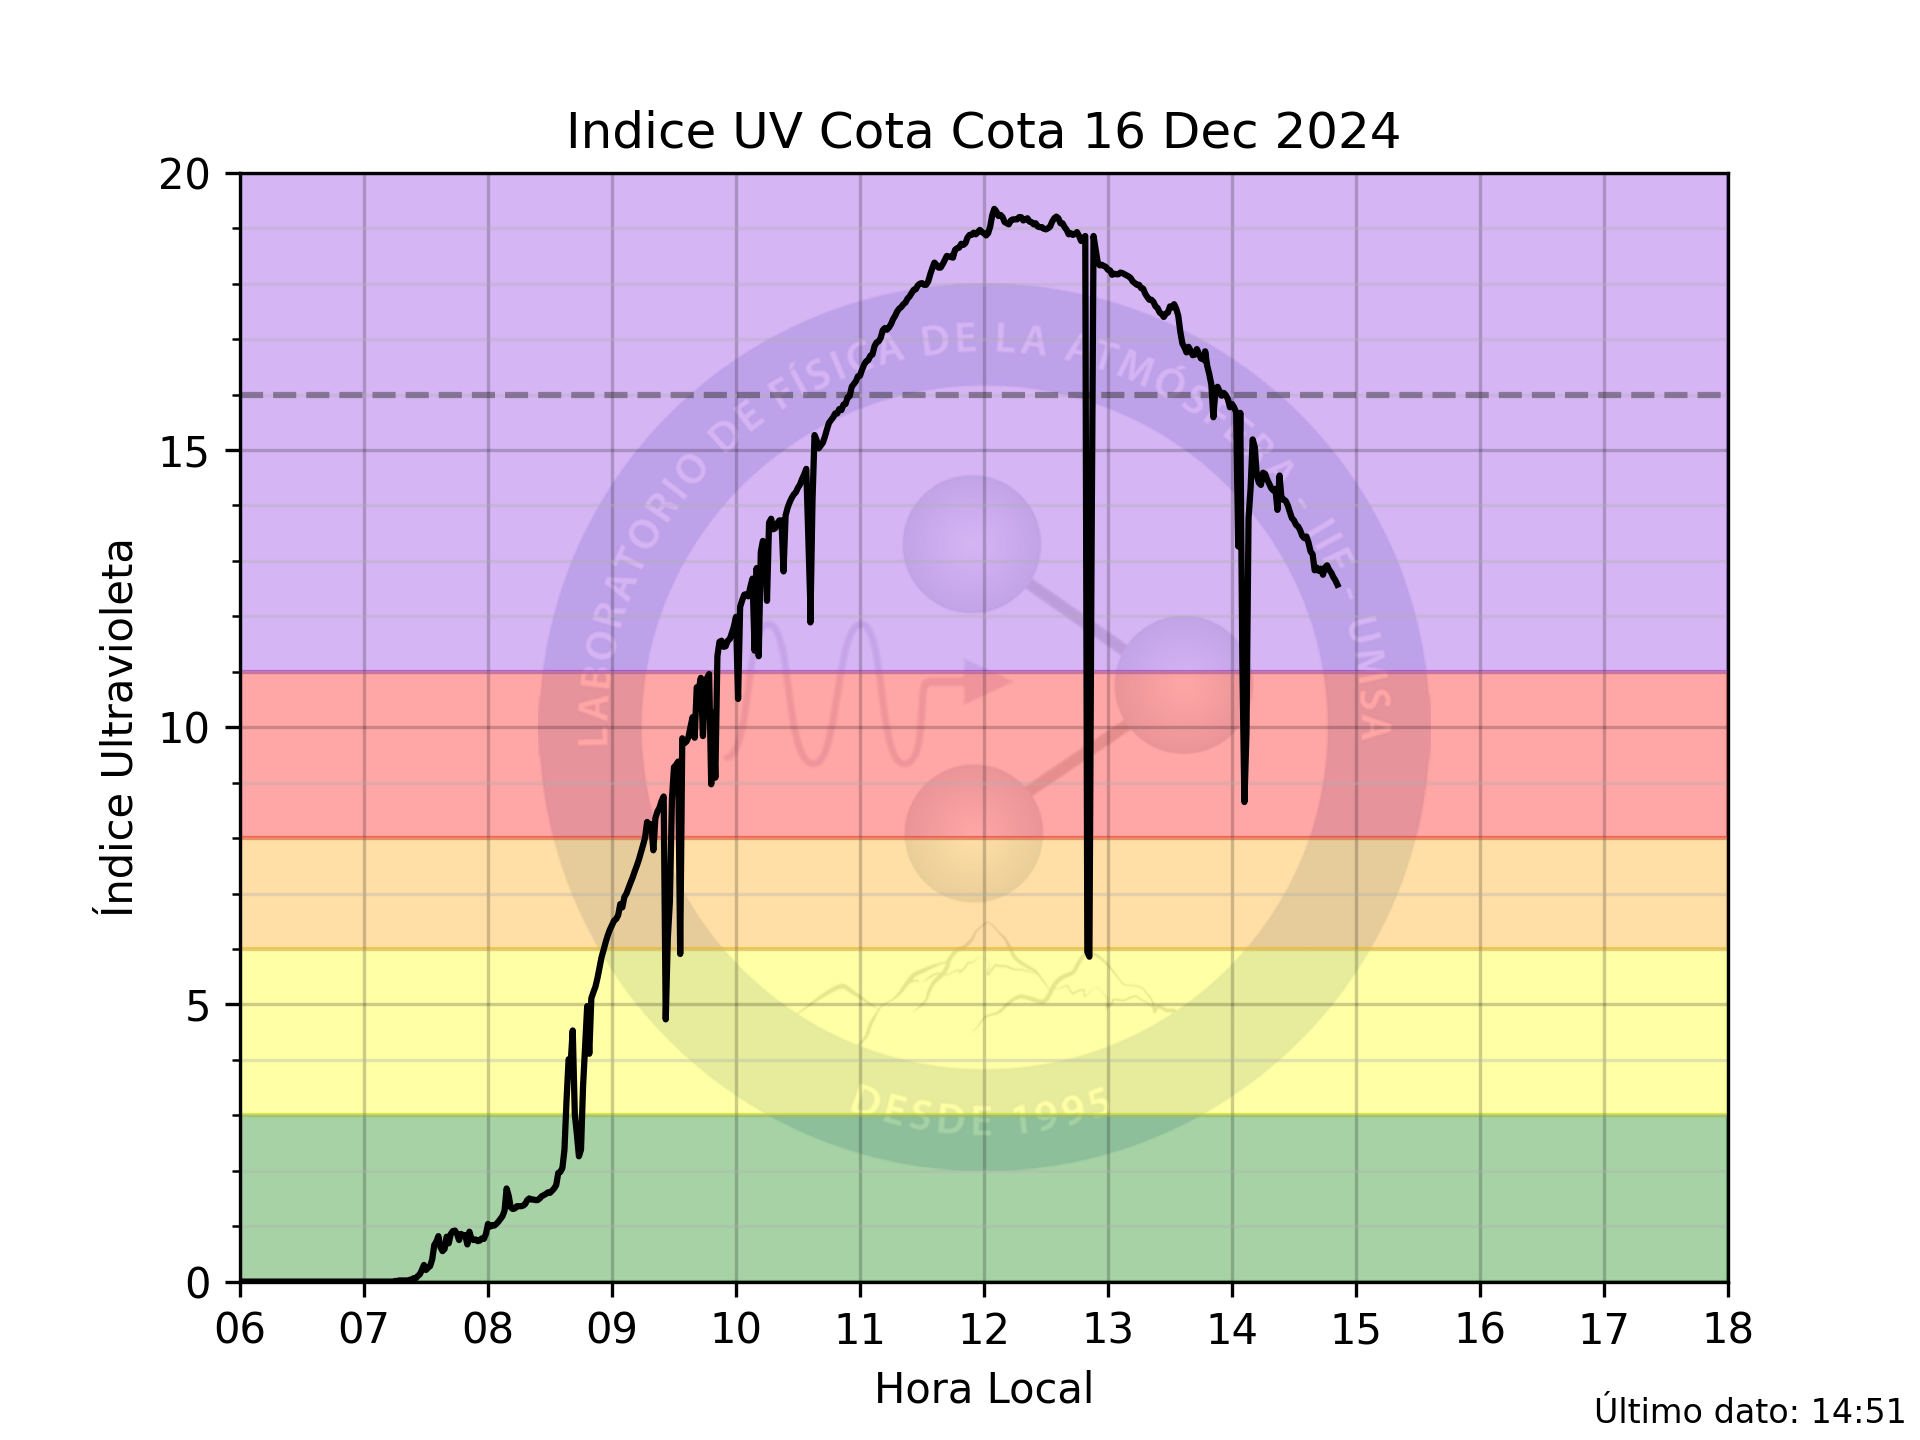 Indice UV Cota Cota 16 Dec 2024
20
15
10
5
0
Índice Ultravioleta
LABORATORIO DE FÍSICA DE LA ATMÓSFERA - IIF - UMSA
DESDE 1995
06 07 08 09 10 11 12 13 14 15 16 17 18
Hora Local
Último dato: 14:51